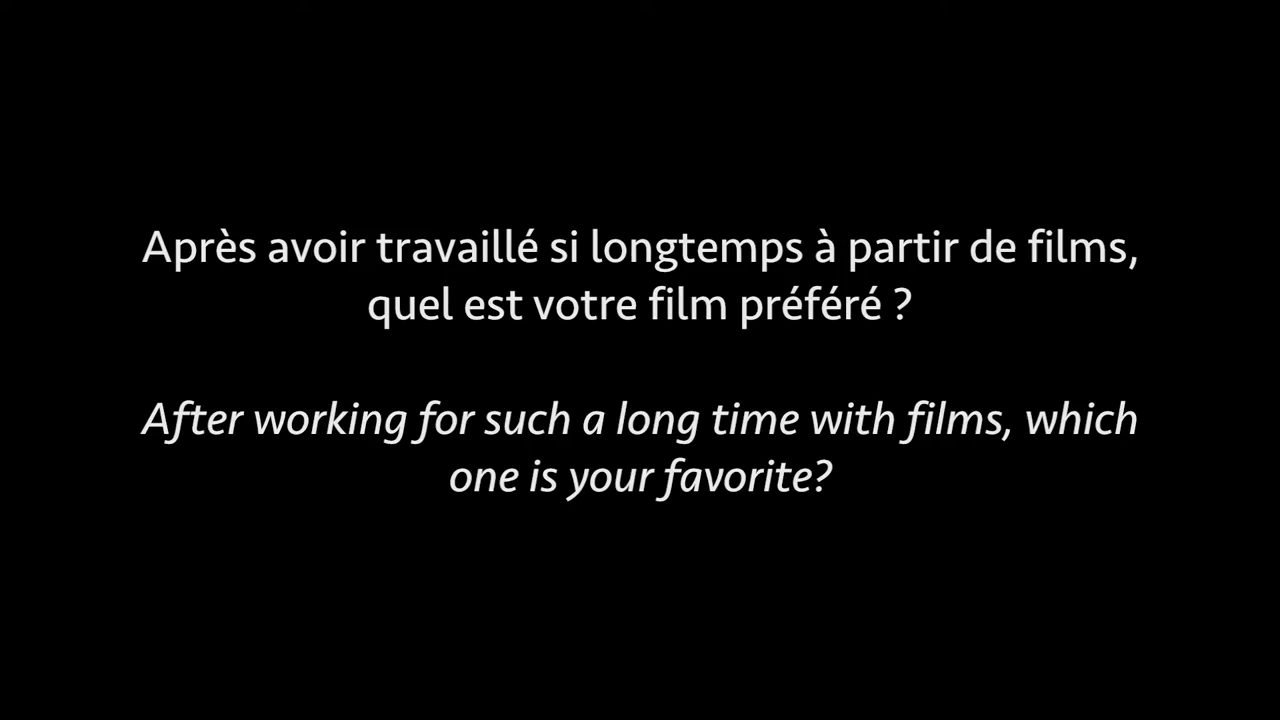 Après avoir travaillé si longtemps à partir de films,
quel est votre film préféré ?
After working for such a long time with films, which
one is your favorite?